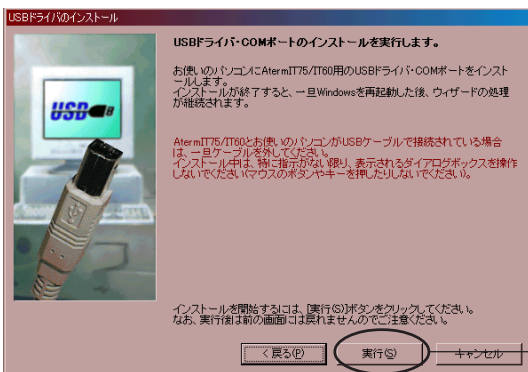 USBドライバのインストール
USBドライバ・COMポートのインストールを実行します。
お使いのパソコンにAtermIT75/IT60用のUSBドライバ・COMポートをインスト
ールします。
インストールが終了すると、一旦Windowsを再起動した後、ウィザードの処理
が継続されます。
AtermIT75/IT60とお使いのパソコンがUSBケーブルで接続されている場合
は、一旦ケーブルを外してください。
インストール中は、特に指示がない限り、表示されるダイアログボックスを操作
しないでください(マウスのボタンやキーを押したりしないでください)。
USB
インストールを開始するには、[実行(S)]ボタンをクリックしてください。
なお、実行後は前の画面には戻れませんのでご注意ください。
< 戻る(P)
実行(S)
キャンセル